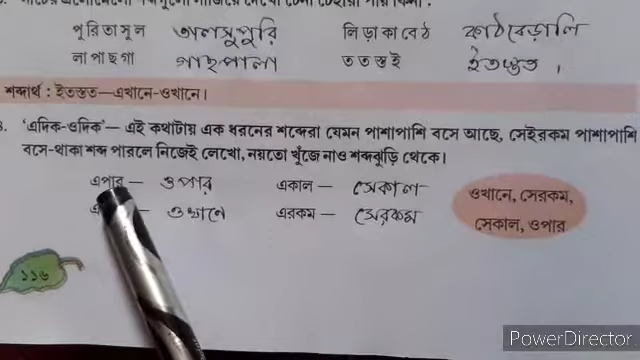 পুরিতাসুল তালসুপুরি লিড়াকাবেঠ কাঠবেড়ালি
লাপাছগা গাছপালা ততস্তই ইতস্তত ।
শব্দার্থ : ইতস্তত—এখানে-ওখানে।
'এদিক-ওদিক'— এই কথাটায় এক ধরনের শব্দেরা যেমন পাশাপাশি বসে আছে, সেইরকম পাশাপাশি
বসে-থাকা শব্দ পারলে নিজেই লেখো, নয়তো খুঁজে নাও শব্দঝুড়ি থেকে।
এপার — ওপার একাল — সেকাল ওখানে, সেরকম,
— ওখানে এরকম — সেরকম সেকাল, ওপার
১১৬
PowerDirector